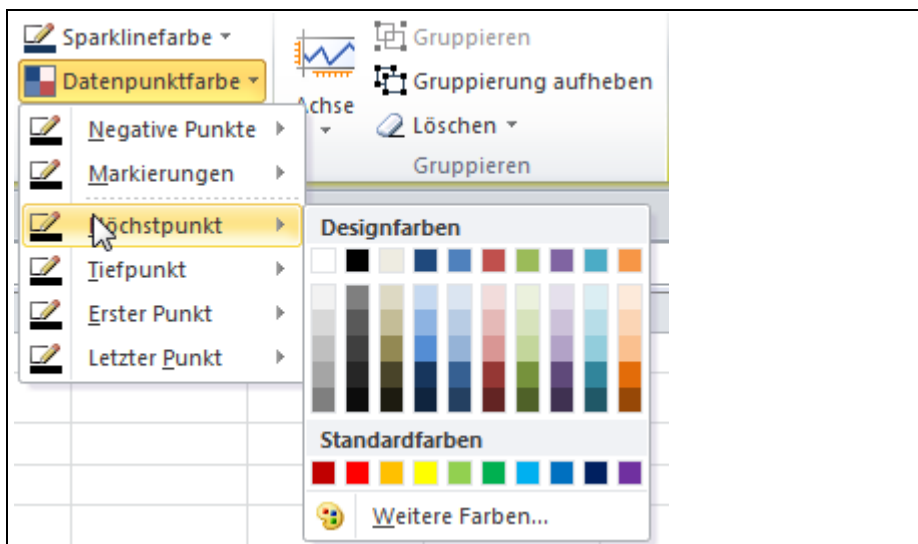 Sparklinefarbe
Datenpunktfarbe
Achse
Gruppieren
Gruppierung aufheben
Löschen
Gruppieren
Negative Punkte
Markierungen
Höchstpunkt
Tiefpunkt
Erster Punkt
Letzter Punkt
Designfarben
Standardfarben
Weitere Farben...